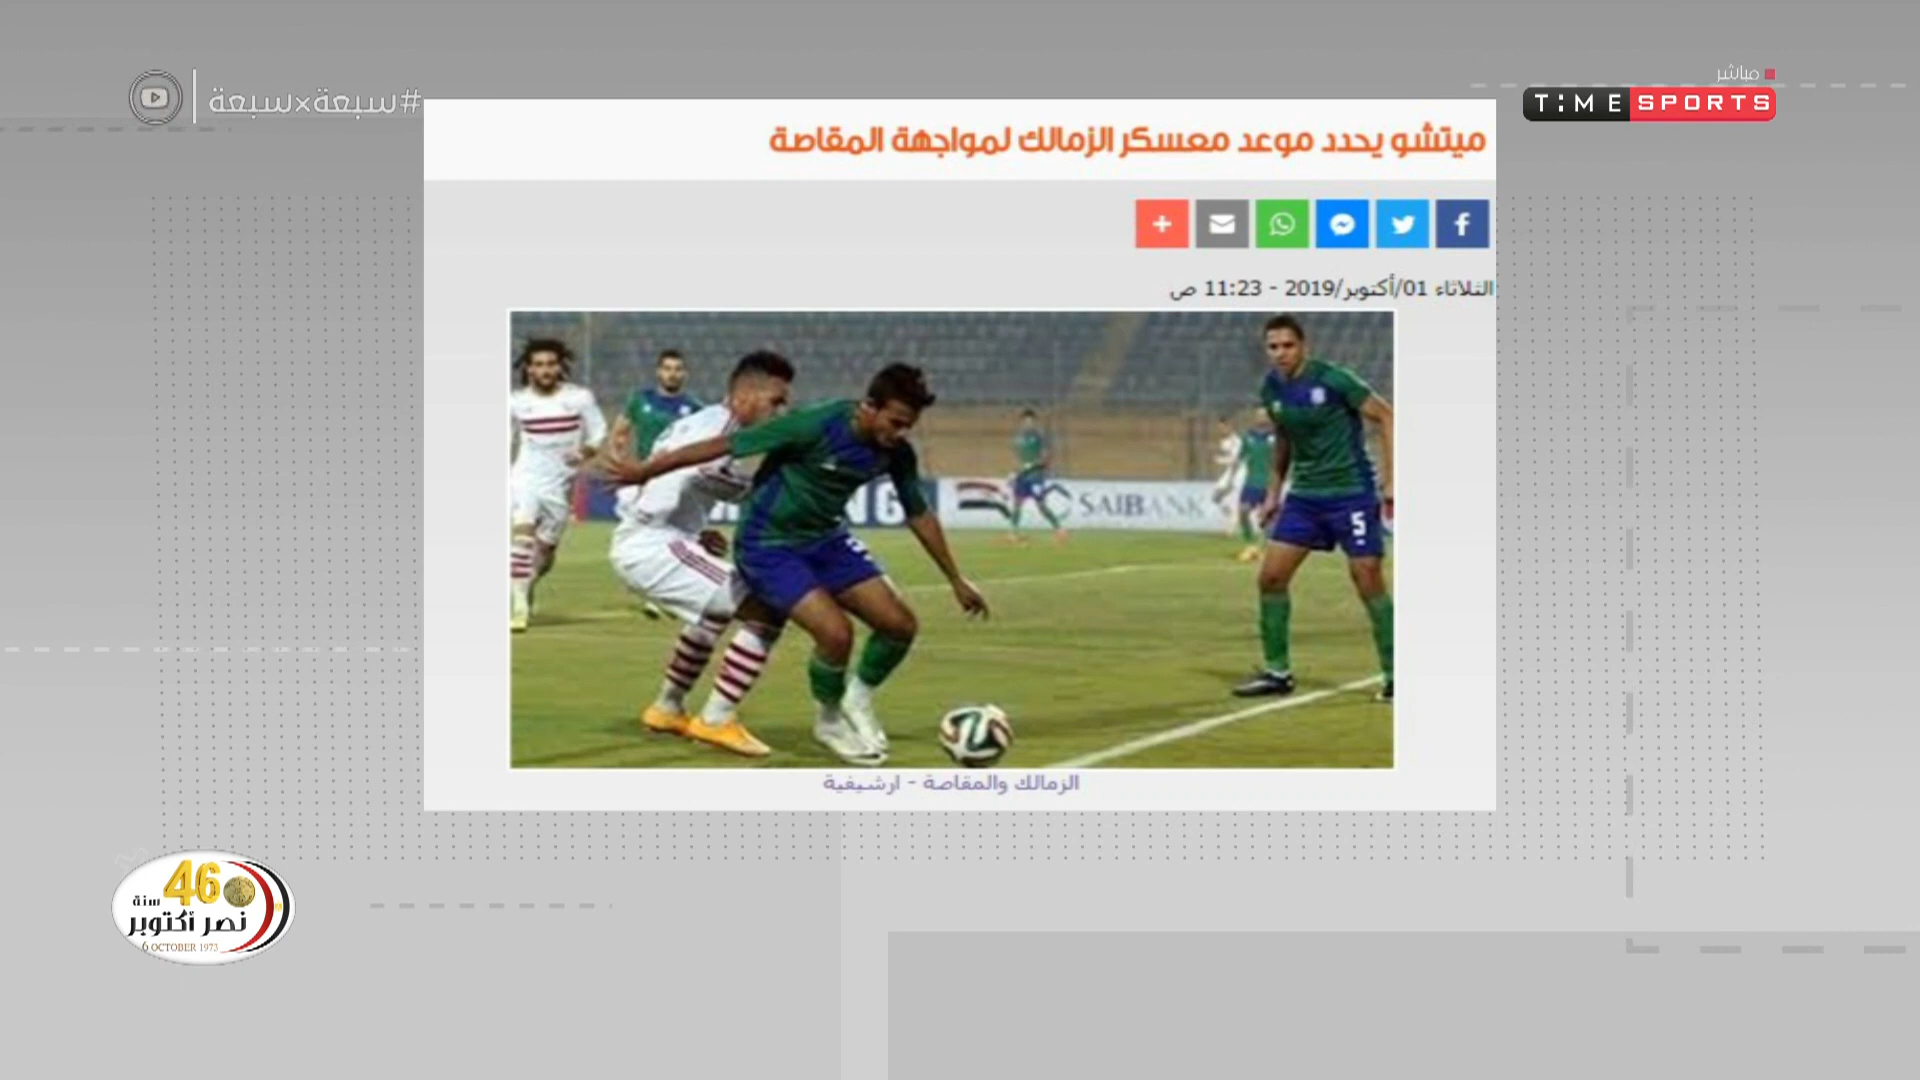 مباشر
TIME SPORTS
#سبعة×سبعة
ميتشو يحدد موعد معسكر الزمالك لمواجهة المقاصة
الثلاثاء 01/أكتوبر/2019 - 11:23 ص
SAIBANK
5
الزمالك والمقاصة - ارشيفية
46
سنة
نصر أكتوبر
6 OCTOBER 1973